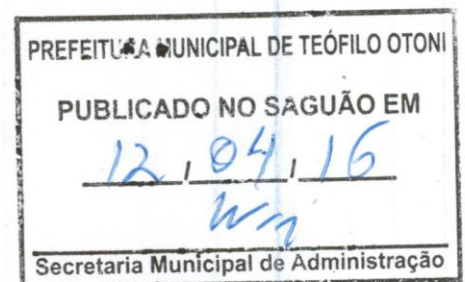 PREFEITURA MUNICIPAL DE TEÓFILO OTONI
PUBLICADO NO SAGUÃO EM
12, 04, 16
Secretaria Municipal de Administração